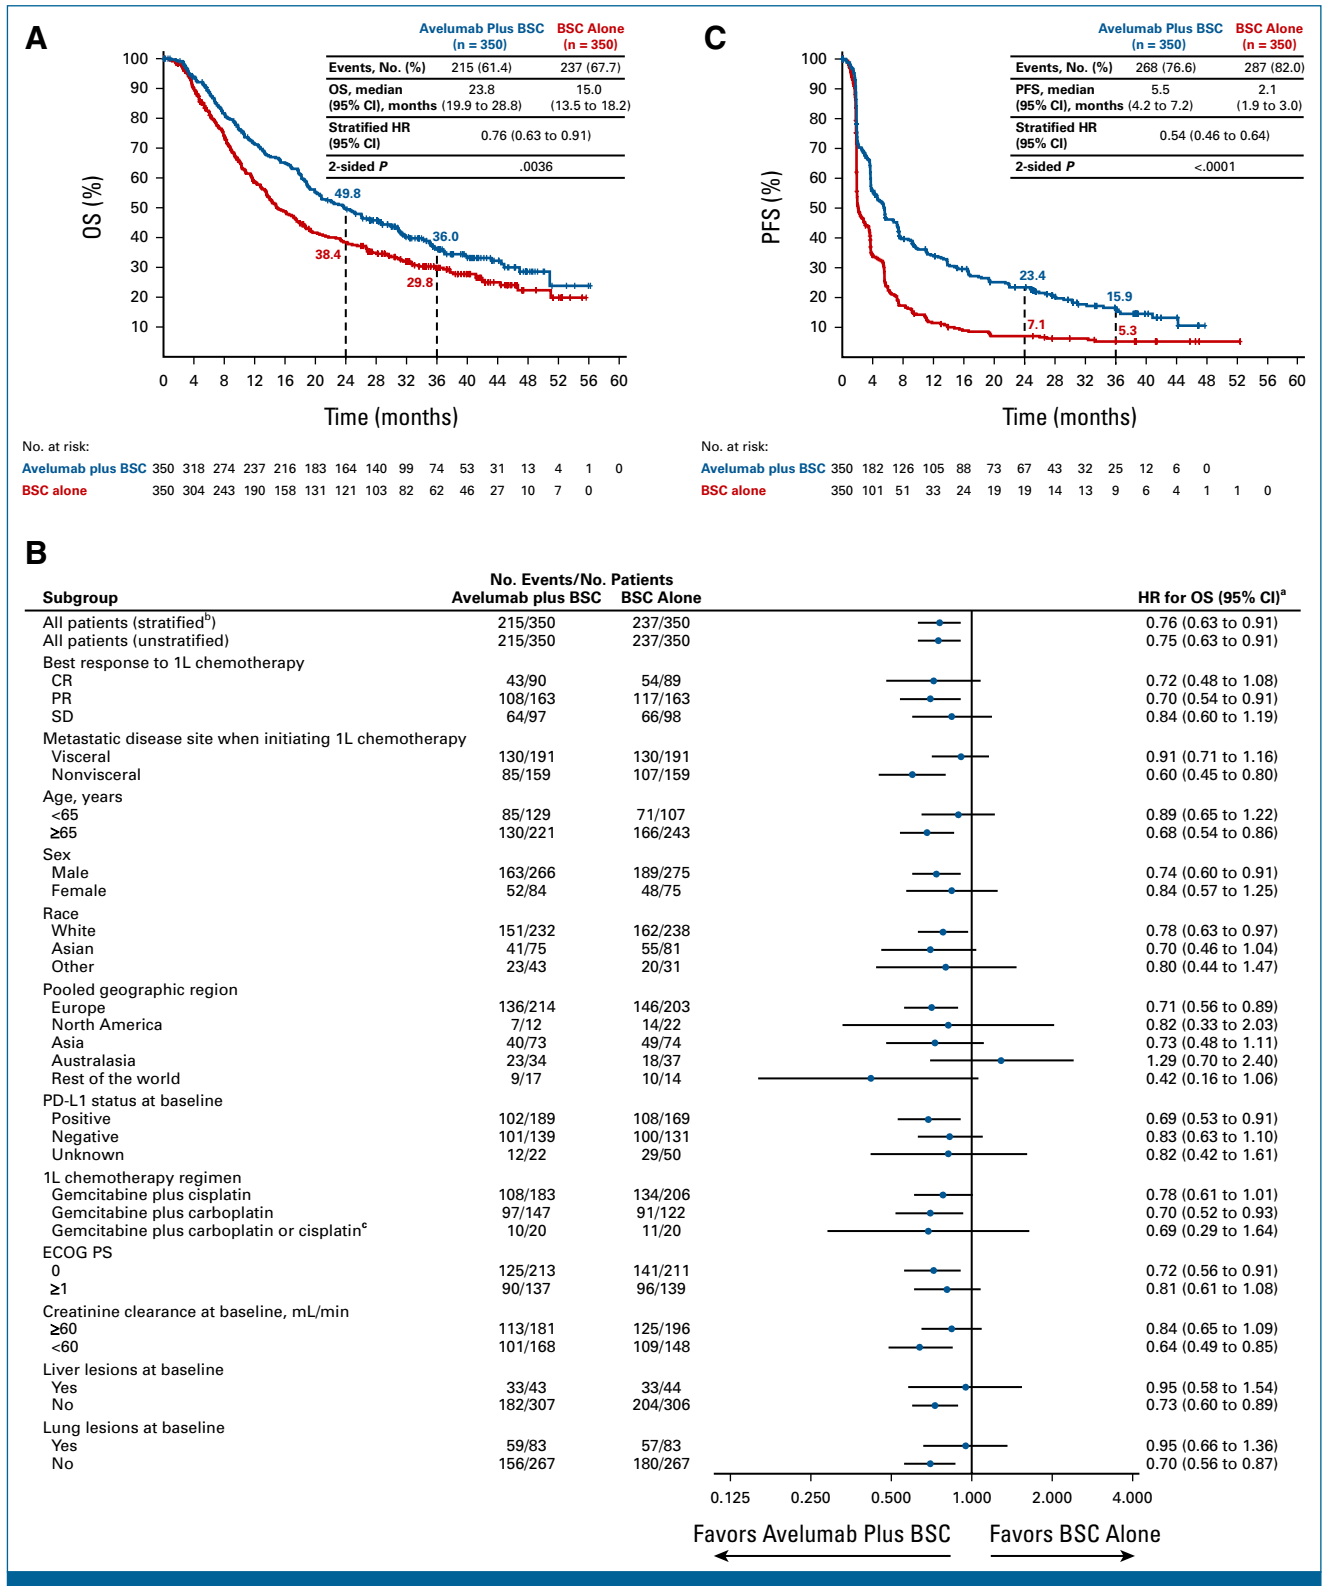 A
Avelumab Plus BSC BSC Alone
(n = 350) (n = 350)
Events, No. (%) 215 (61.4) 237 (67.7)
OS, median 23.8 15.0
(95% CI), months (19.9 to 28.8) (13.5 to 18.2)
Stratified HR
(95% CI) 0.76 (0.63 to 0.91)
2-sided P .0036
OS (%)
100
90
80
70
60
50
40
30
20
10
49.8
38.4
36.0
29.8
0 4 8 12 16 20 24 28 32 36 40 44 48 52 56 60
Time (months)
No. at risk:
Avelumab plus BSC 350 318 274 237 216 183 164 140 99 74 53 31 13 4 1 0
BSC alone 350 304 243 190 158 131 121 103 82 62 46 27 10 7 0
C
Avelumab Plus BSC BSC Alone
(n = 350) (n = 350)
Events, No. (%) 268 (76.6) 287 (82.0)
PFS, median 5.5 2.1
(95% CI), months (4.2 to 7.2) (1.9 to 3.0)
Stratified HR
(95% CI) 0.54 (0.46 to 0.64)
2-sided P <.0001
PFS (%)
100
90
80
70
60
50
40
30
20
10
23.4
7.1
15.9
5.3
0 4 8 12 16 20 24 28 32 36 40 44 48 52 56 60
Time (months)
No. at risk:
Avelumab plus BSC 350 182 126 105 88 73 67 43 32 25 12 6 0
BSC alone 350 101 51 33 24 19 19 14 13 9 6 4 1 1 0
B
No. Events/No. Patients
Subgroup Avelumab plus BSC BSC Alone HR for OS (95% CI)a
All patients (stratifiedb) 215/350 237/350 0.76 (0.63 to 0.91)
All patients (unstratified) 215/350 237/350 0.75 (0.63 to 0.91)
Best response to 1L chemotherapy
CR 43/90 54/89 0.72 (0.48 to 1.08)
PR 108/163 117/163 0.70 (0.54 to 0.91)
SD 64/97 66/98 0.84 (0.60 to 1.19)
Metastatic disease site when initiating 1L chemotherapy
Visceral 130/191 130/191 0.91 (0.71 to 1.16)
Nonvisceral 85/159 107/159 0.60 (0.45 to 0.80)
Age, years
<65 85/129 71/107 0.89 (0.65 to 1.22)
≥65 130/221 166/243 0.68 (0.54 to 0.86)
Sex
Male 163/266 189/275 0.74 (0.60 to 0.91)
Female 52/84 48/75 0.84 (0.57 to 1.25)
Race
White 151/232 162/238 0.78 (0.63 to 0.97)
Asian 41/75 55/81 0.70 (0.46 to 1.04)
Other 23/43 20/31 0.80 (0.44 to 1.47)
Pooled geographic region
Europe 136/214 146/203 0.71 (0.56 to 0.89)
North America 7/12 14/22 0.82 (0.33 to 2.03)
Asia 40/73 49/74 0.73 (0.48 to 1.11)
Australasia 23/34 18/37 1.29 (0.70 to 2.40)
Rest of the world 9/17 10/14 0.42 (0.16 to 1.06)
PD-L1 status at baseline
Positive 102/189 108/169 0.69 (0.53 to 0.91)
Negative 101/139 100/131 0.83 (0.63 to 1.10)
Unknown 12/22 29/50 0.82 (0.42 to 1.61)
1L chemotherapy regimen
Gemcitabine plus cisplatin 108/183 134/206 0.78 (0.61 to 1.01)
Gemcitabine plus carboplatin 97/147 91/122 0.70 (0.52 to 0.93)
Gemcitabine plus carboplatin or cisplatinc 10/20 11/20 0.69 (0.29 to 1.64)
ECOG PS
0 125/213 141/211 0.72 (0.56 to 0.91)
≥1 90/137 96/139 0.81 (0.61 to 1.08)
Creatinine clearance at baseline, mL/min
≥60 113/181 125/196 0.84 (0.65 to 1.09)
<60 101/168 109/148 0.64 (0.49 to 0.85)
Liver lesions at baseline
Yes 33/43 33/44 0.95 (0.58 to 1.54)
No 182/307 204/306 0.73 (0.60 to 0.89)
Lung lesions at baseline
Yes 59/83 57/83 0.95 (0.66 to 1.36)
No 156/267 180/267 0.70 (0.56 to 0.87)
0.125 0.250 0.500 1.000 2.000 4.000
Favors Avelumab Plus BSC Favors BSC Alone